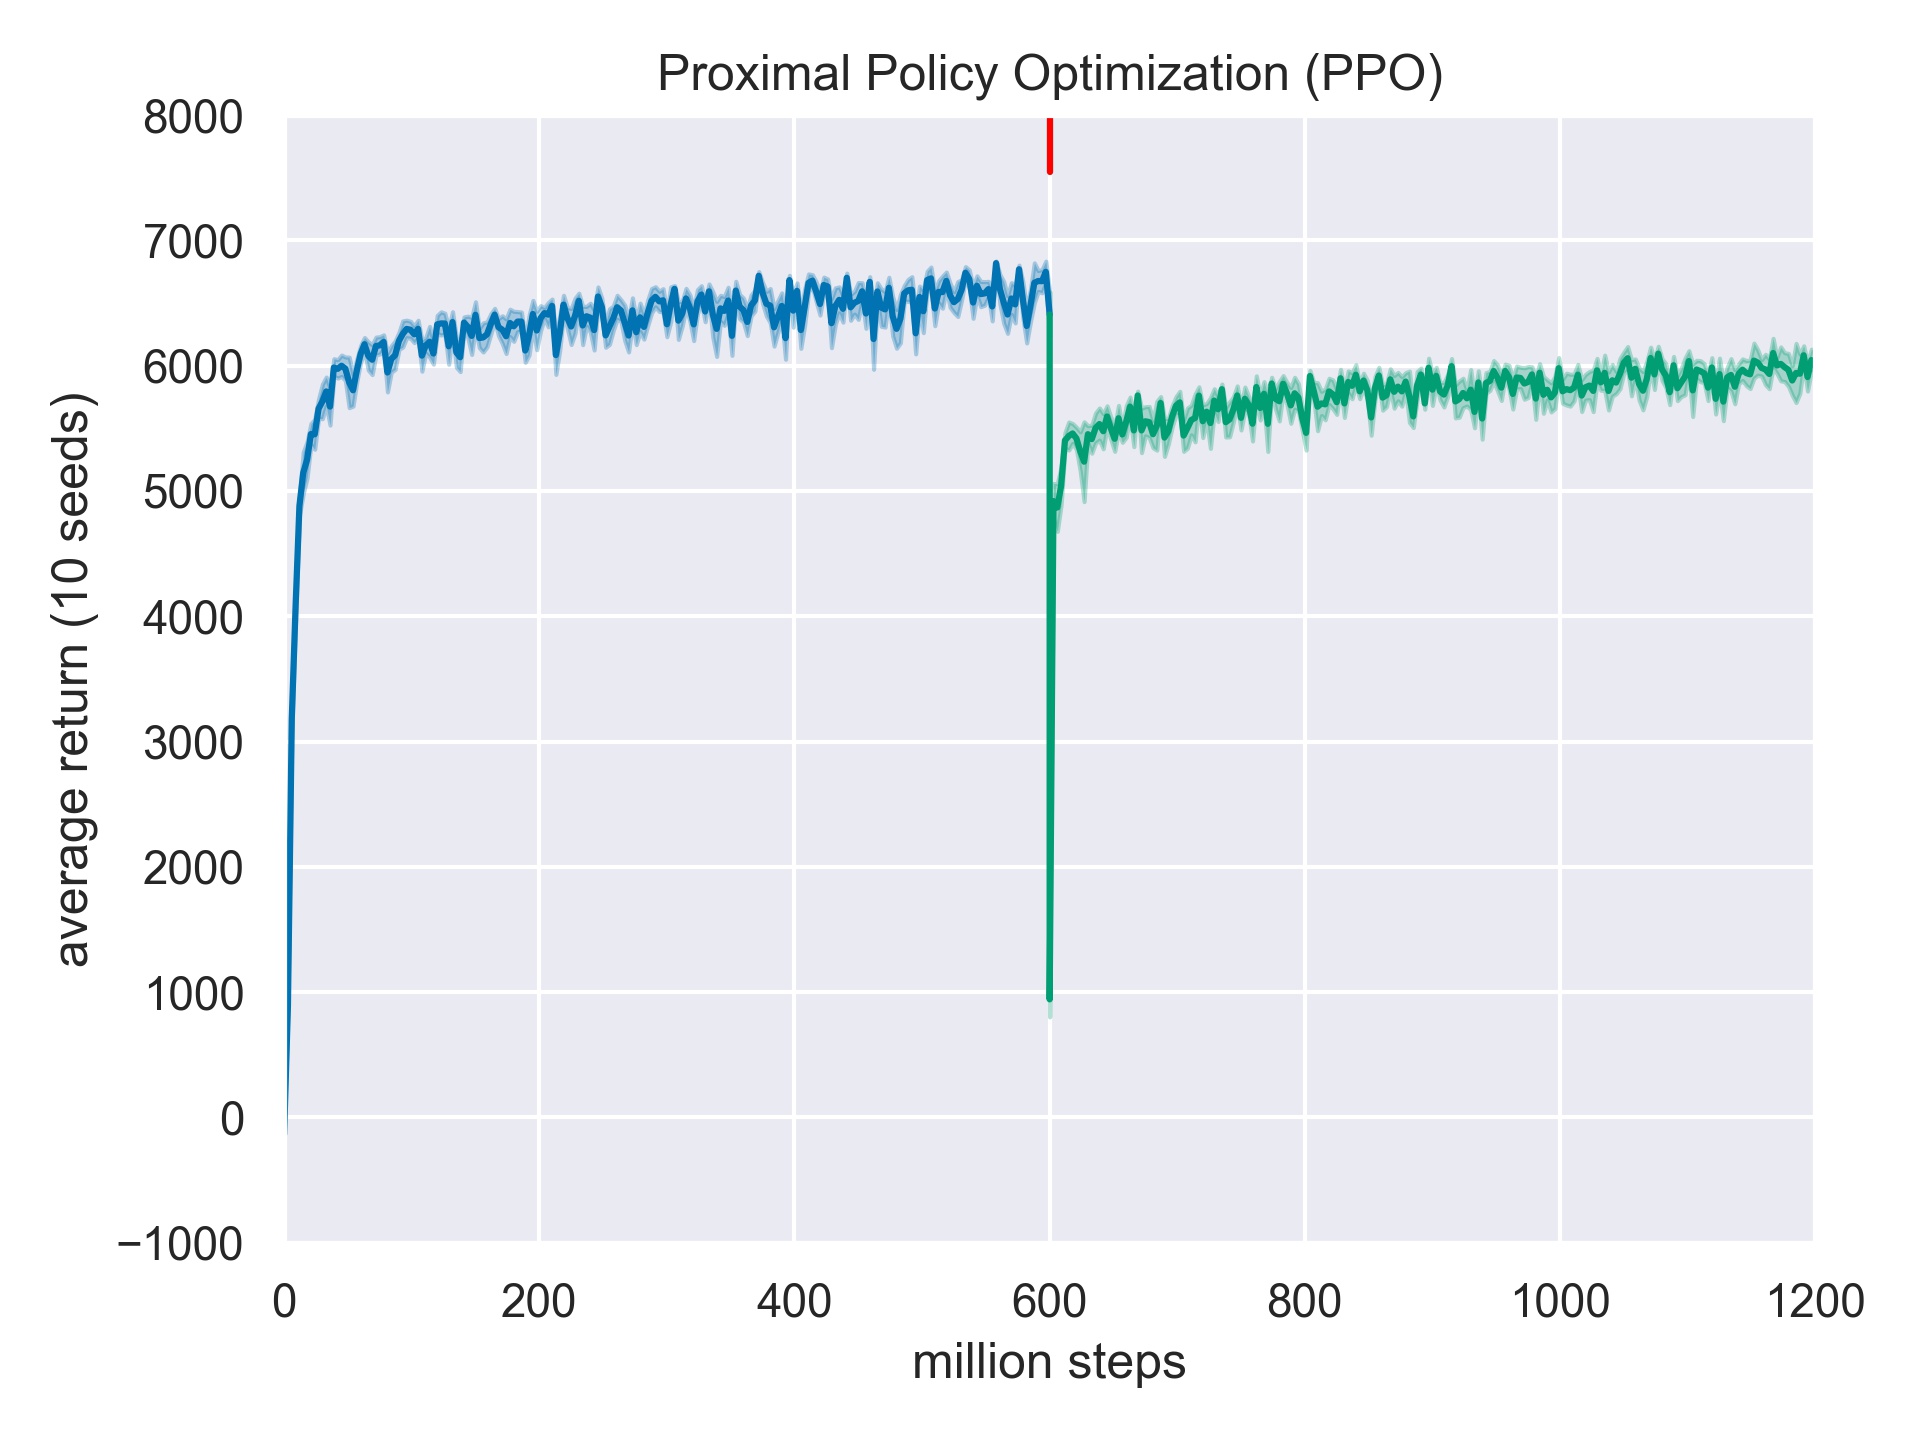 Proximal Policy Optimization (PPO)
8000
7000
6000
5000
4000
3000
2000
1000
0
−1000
average return (10 seeds)
0 200 400 600 800 1000 1200
million steps